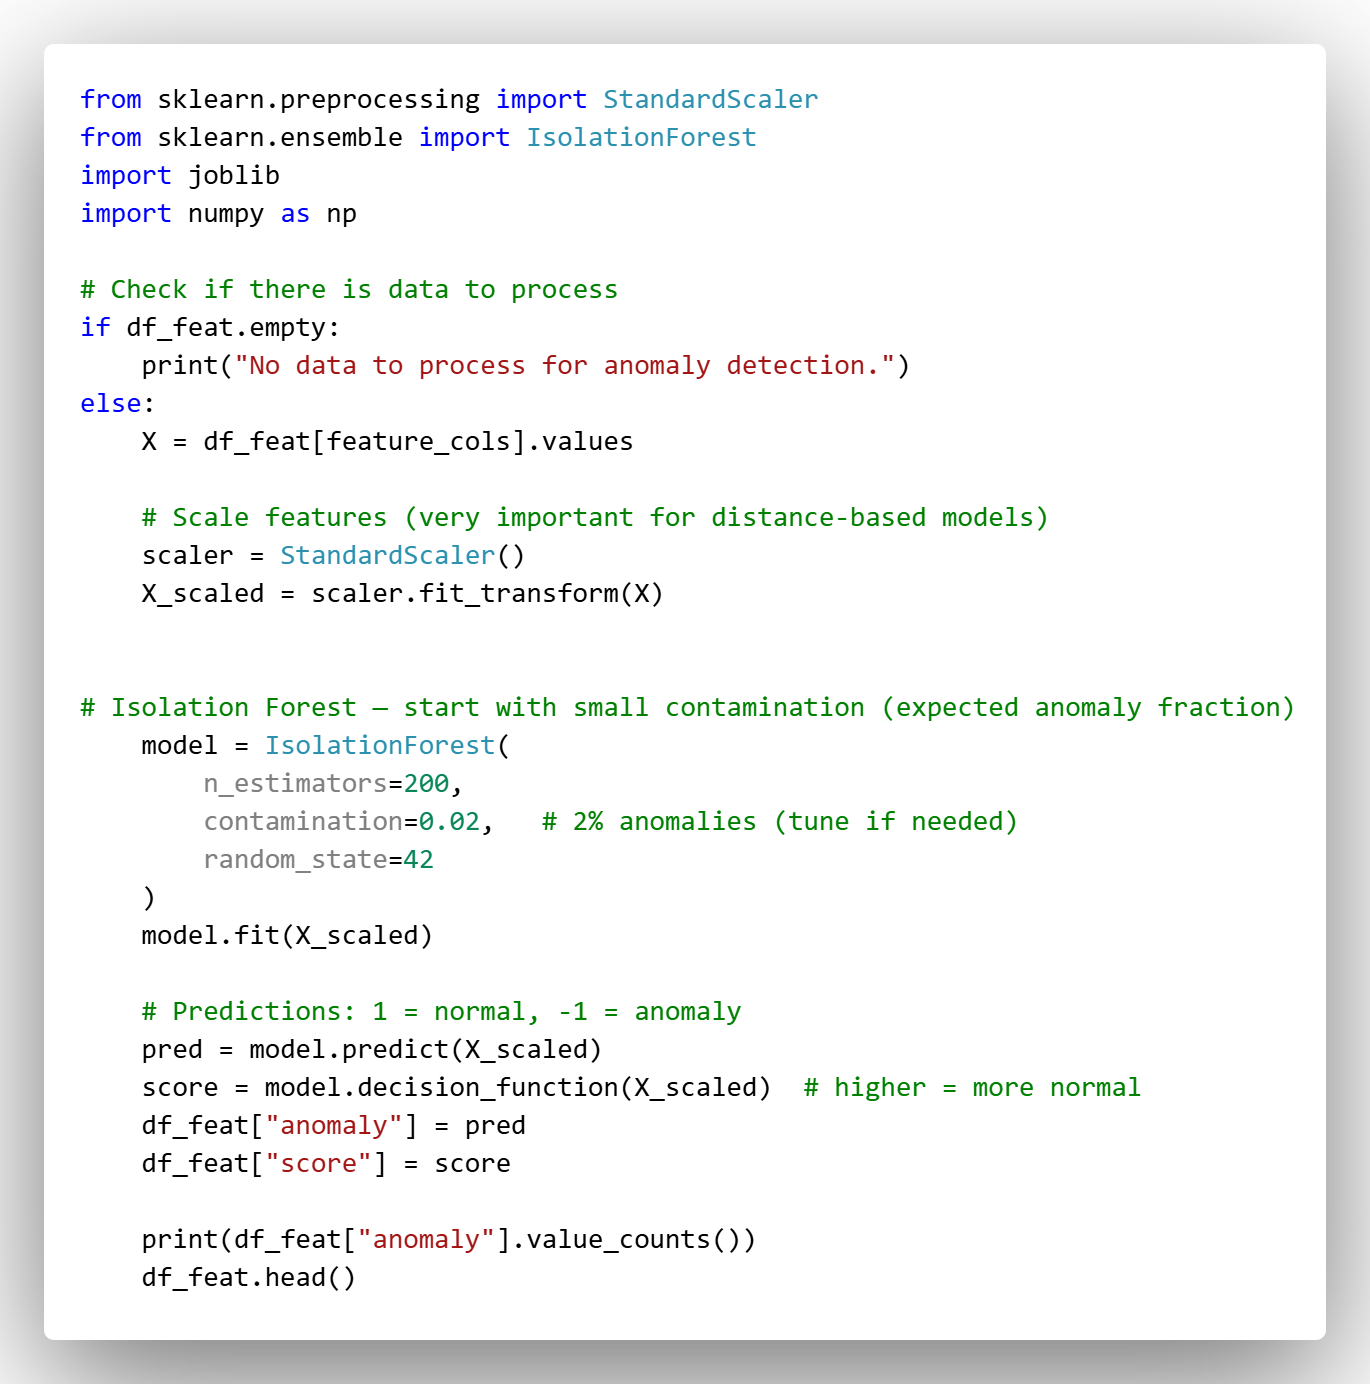 from sklearn.preprocessing import StandardScaler
from sklearn.ensemble import IsolationForest
import joblib
import numpy as np

# Check if there is data to process
if df_feat.empty:
    print("No data to process for anomaly detection.")
else:
    X = df_feat[feature_cols].values

    # Scale features (very important for distance-based models)
    scaler = StandardScaler()
    X_scaled = scaler.fit_transform(X)


# Isolation Forest – start with small contamination (expected anomaly fraction)
    model = IsolationForest(
        n_estimators=200,
        contamination=0.02,   # 2% anomalies (tune if needed)
        random_state=42
    )
    model.fit(X_scaled)

    # Predictions: 1 = normal, -1 = anomaly
    pred = model.predict(X_scaled)
    score = model.decision_function(X_scaled)  # higher = more normal
    df_feat["anomaly"] = pred
    df_feat["score"] = score

    print(df_feat["anomaly"].value_counts())
    df_feat.head()